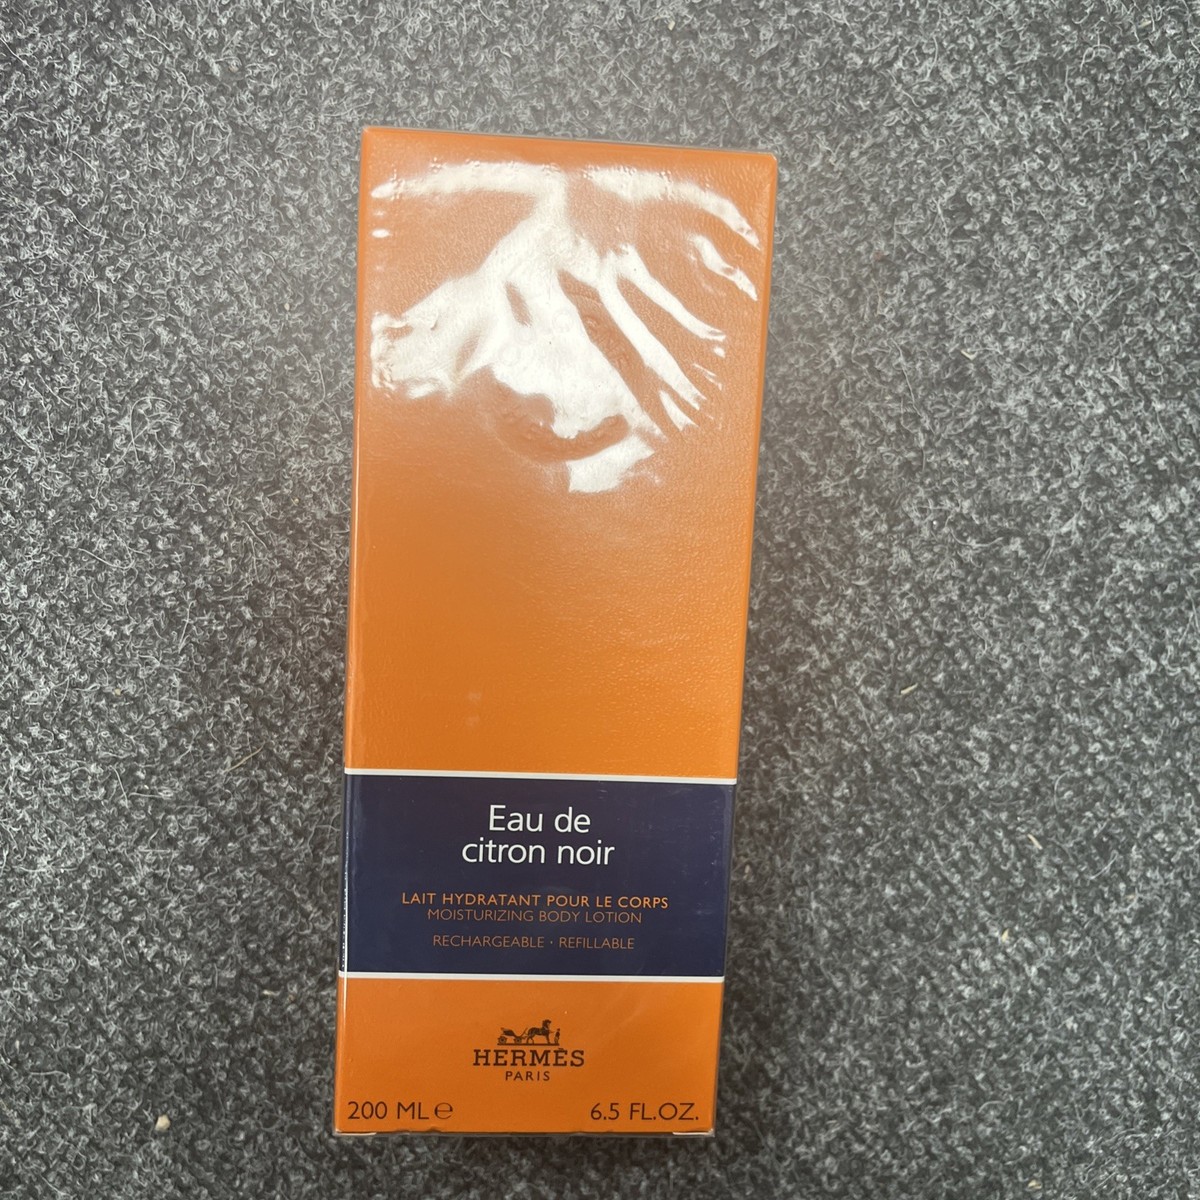 Eau de
citron noir
LAIT HYDRATANT POUR LE CORPS
MOISTURIZING BODY LOTION
RECHARGEABLE · REFILLABLE
HERMÈS
PARIS
200 ML ℮ 6.5 FL.OZ.